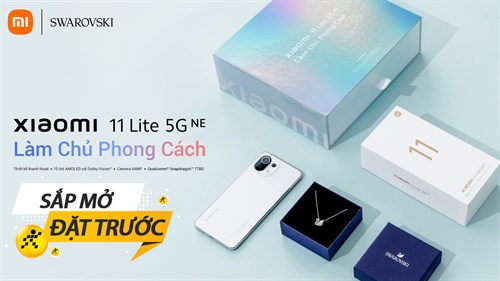 SWAROVSKI
xiaomi 11 Lite 5G NE
Làm Chủ Phong Cách
Thiết kế thanh thoát • 10-bit AMOLED với Dolby Vision® • Camera 64MP • Qualcomm® Snapdragon™ 778G
SẮP MỞ
ĐẶT TRƯỚC
xiaomi 11 Lite 5G NE
Làm Chủ Phong Cách
11
SWAROVSKI